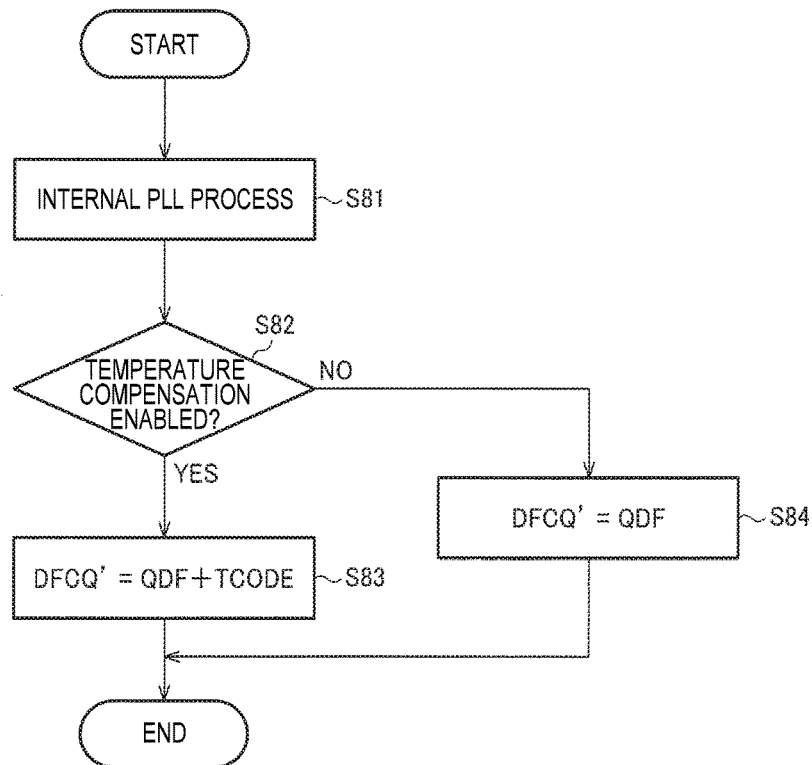 START
INTERNAL PLL PROCESS
S81
S82
TEMPERATURE
COMPENSATION
ENABLED?
NO
YES
DFCQ' = QDF
S84
DFCQ' = QDF+TCODE
S83
END